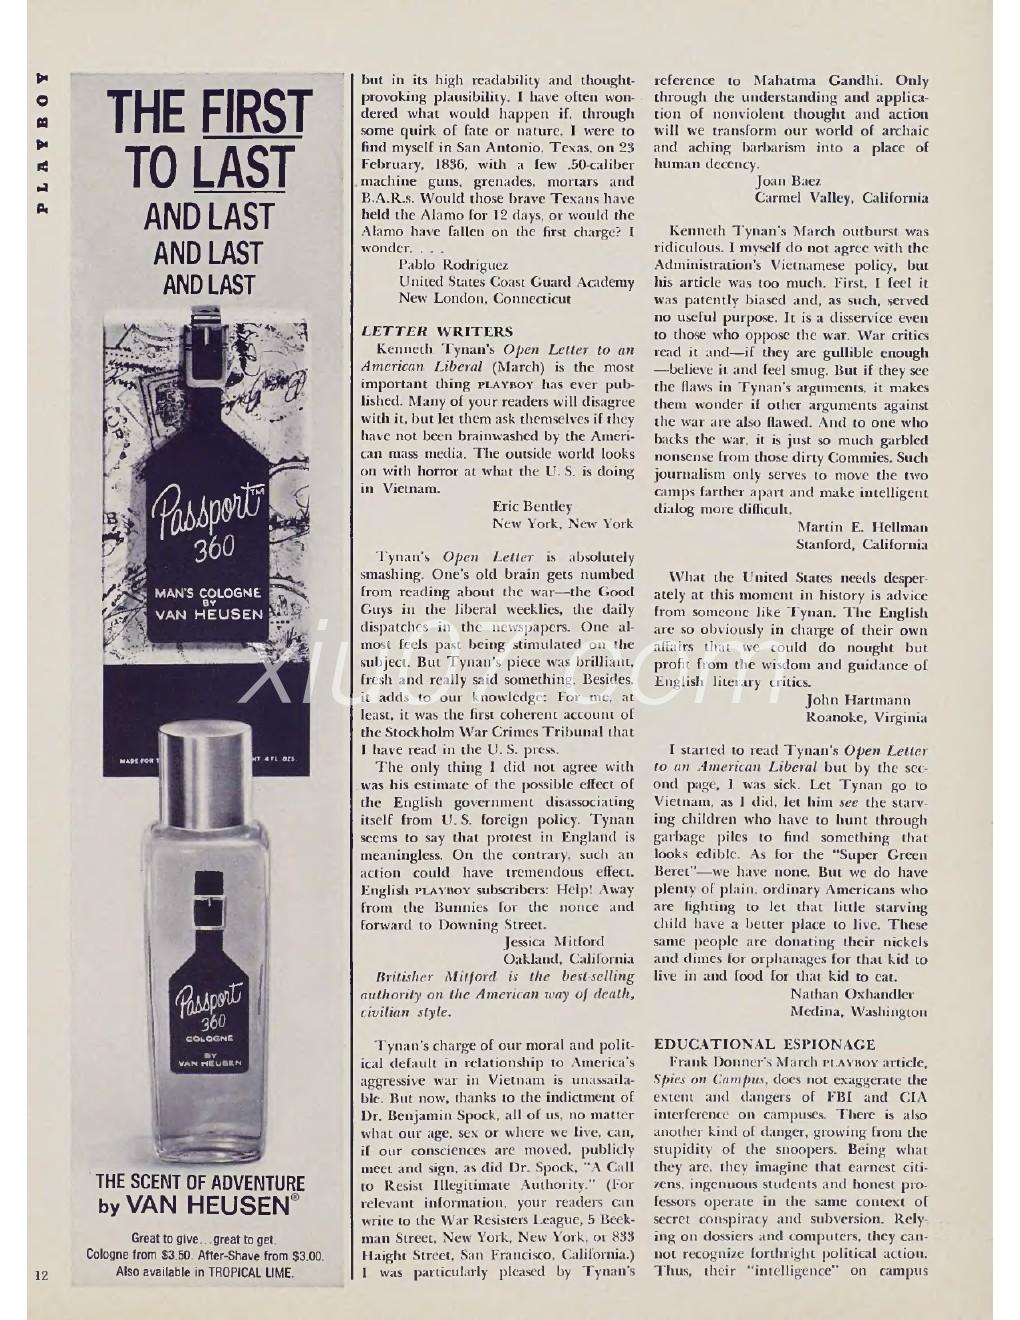 PLAYBOY
THE FIRST
TO LAST
AND LAST
AND LAST
AND LAST
Passport™
360
MAN'S COLOGNE
BY
VAN HEUSEN
MADE FOR
4 FL. OZS.
Passport
360
COLOGNE
BY
VAN HEUSEN
THE SCENT OF ADVENTURE
by VAN HEUSEN®
Great to give...great to get.
Cologne from $3.50. After-Shave from $3.00.
Also available in TROPICAL LIME.
12
but in its high readability and thought-
provoking plausibility. I have often won-
dered what would happen if, through
some quirk of fate or nature, I were to
find myself in San Antonio, Texas, on 23
February, 1836, with a few .50-caliber
machine guns, grenades, mortars and
B.A.R.s. Would those brave Texans have
held the Alamo for 12 days, or would the
Alamo have fallen on the first charge? I
wonder. . . .
Pablo Rodriguez
United States Coast Guard Academy
New London, Connecticut
LETTER WRITERS
Kenneth Tynan's Open Letter to an
American Liberal (March) is the most
important thing PLAYBOY has ever pub-
lished. Many of your readers will disagree
with it, but let them ask themselves if they
have not been brainwashed by the Ameri-
can mass media. The outside world looks
on with horror at what the U. S. is doing
in Vietnam.
Eric Bentley
New York, New York
Tynan's Open Letter is absolutely
smashing. One's old brain gets numbed
from reading about the war—the Good
Guys in the liberal weeklies, the daily
dispatches in the newspapers. One al-
most feels past being stimulated on the
subject. But Tynan's piece was brilliant,
fresh and really said something. Besides,
it adds to our knowledge: For me, at
least, it was the first coherent account of
the Stockholm War Crimes Tribunal that
I have read in the U. S. press.
The only thing I did not agree with
was his estimate of the possible effect of
the English government disassociating
itself from U. S. foreign policy. Tynan
seems to say that protest in England is
meaningless. On the contrary, such an
action could have tremendous effect.
English PLAYBOY subscribers: Help! Away
from the Bunnies for the nonce and
forward to Downing Street.
Jessica Mitford
Oakland, California
Britisher Mitford is the best-selling
authority on the American way of death,
civilian style.
Tynan's charge of our moral and polit-
ical default in relationship to America's
aggressive war in Vietnam is unassaila-
ble. But now, thanks to the indictment of
Dr. Benjamin Spock, all of us, no matter
what our age, sex or where we live, can,
if our consciences are moved, publicly
meet and sign, as did Dr. Spock, "A Call
to Resist Illegitimate Authority." (For
relevant information, your readers can
write to the War Resisters League, 5 Beek-
man Street, New York, New York, or 833
Haight Street, San Francisco, California.)
I was particularly pleased by Tynan's
reference to Mahatma Gandhi. Only
through the understanding and applica-
tion of nonviolent thought and action
will we transform our world of archaic
and aching barbarism into a place of
human decency.
Joan Baez
Carmel Valley, California
Kenneth Tynan's March outburst was
ridiculous. I myself do not agree with the
Administration's Vietnamese policy, but
his article was too much. First, I feel it
was patently biased and, as such, served
no useful purpose. It is a disservice even
to those who oppose the war. War critics
read it and—if they are gullible enough
—believe it and feel smug. But if they see
the flaws in Tynan's arguments, it makes
them wonder if other arguments against
the war are also flawed. And to one who
backs the war, it is just so much garbled
nonsense from those dirty Commies. Such
journalism only serves to move the two
camps farther apart and make intelligent
dialog more difficult.
Martin E. Hellman
Stanford, California
What the United States needs desper-
ately at this moment in history is advice
from someone like Tynan. The English
are so obviously in charge of their own
affairs that we could do nought but
profit from the wisdom and guidance of
English literary critics.
John Hartmann
Roanoke, Virginia
I started to read Tynan's Open Letter
to an American Liberal but by the sec-
ond page, I was sick. Let Tynan go to
Vietnam, as I did, let him see the starv-
ing children who have to hunt through
garbage piles to find something that
looks edible. As for the "Super Green
Beret"—we have none. But we do have
plenty of plain, ordinary Americans who
are fighting to let that little starving
child have a better place to live. These
same people are donating their nickels
and dimes for orphanages for that kid to
live in and food for that kid to eat.
Nathan Oxhandler
Medina, Washington
EDUCATIONAL ESPIONAGE
Frank Donner's March PLAYBOY article,
Spies on Campus, does not exaggerate the
extent and dangers of FBI and CIA
interference on campuses. There is also
another kind of danger, growing from the
stupidity of the snoopers. Being what
they are, they imagine that earnest citi-
zens, ingenuous students and honest pro-
fessors operate in the same context of
secret conspiracy and subversion. Rely-
ing on dossiers and computers, they can-
not recognize forthright political action.
Thus, their "intelligence" on campus
xiu07.com